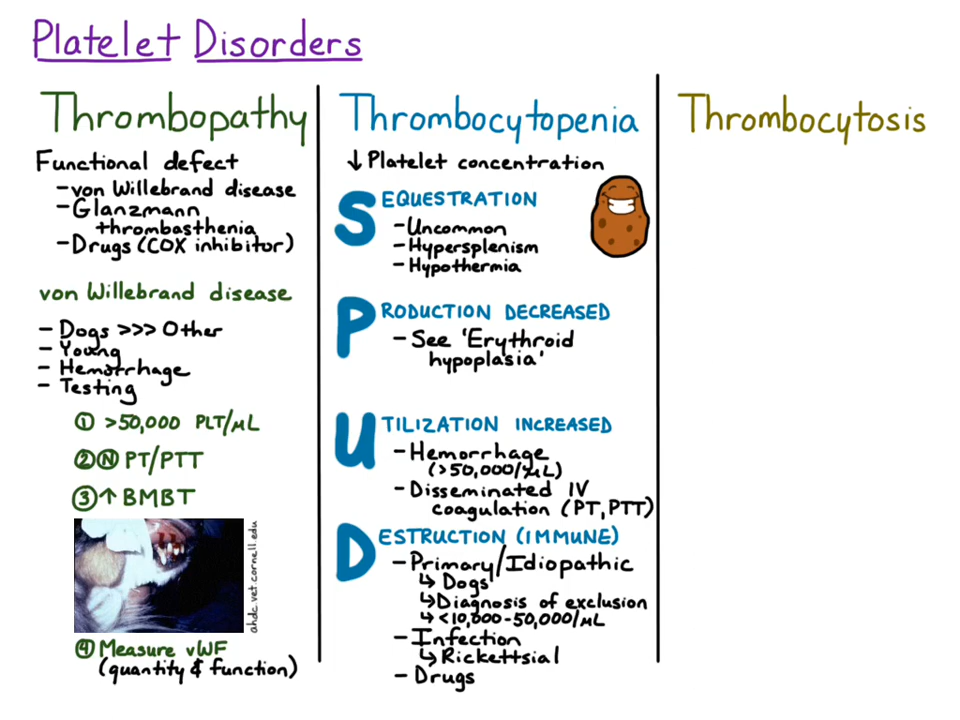 Platelet Disorders
Thrombopathy
Functional defect
-von Willebrand disease
-Glanzmann
thrombasthenia
-Drugs (COX inhibitor)
von Willebrand disease
- Dogs >>> Other
- Young
- Hemorrhage
- Testing
① >50,000 PLT/μL
② Ⓝ PT/PTT
③ ↑ BMBT
ahdc.vet.cornell.edu
④ Measure vWF
(quantity & function)
Thrombocytopenia
↓ Platelet concentration
SEQUESTRATION
-Uncommon
-Hypersplenism
-Hypothermia
PRODUCTION DECREASED
- See 'Erythroid
hypoplasia'
UTILIZATION INCREASED
-Hemorrhage
(>50,000/μL)
-Disseminated IV
coagulation (PT, PTT)
DESTRUCTION (IMMUNE)
-Primary/Idiopathic
↳ Dogs
↳ Diagnosis of exclusion
↳ <10,000-50,000/μL
-Infection
↳ Rickettsial
- Drugs
Thrombocytosis